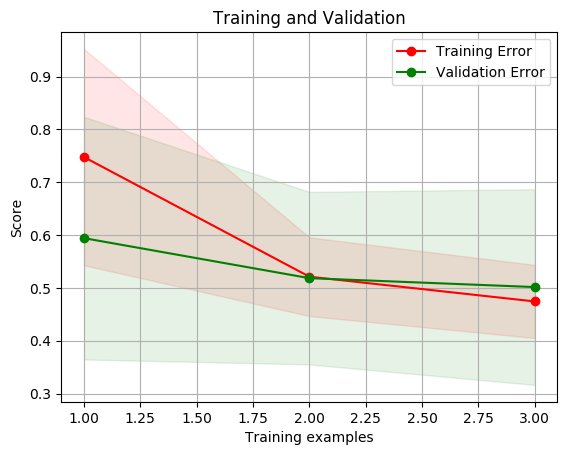 Training and Validation
Training Error
Validation Error
Score
0.9
0.8
0.7
0.6
0.5
0.4
0.3
1.00 1.25 1.50 1.75 2.00 2.25 2.50 2.75 3.00
Training examples